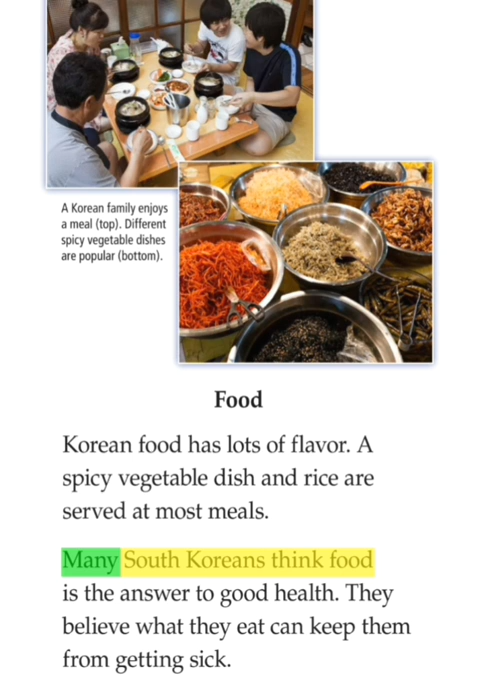 A Korean family enjoys
a meal (top). Different
spicy vegetable dishes
are popular (bottom).
Food
Korean food has lots of flavor. A
spicy vegetable dish and rice are
served at most meals.
Many South Koreans think food
is the answer to good health. They
believe what they eat can keep them
from getting sick.